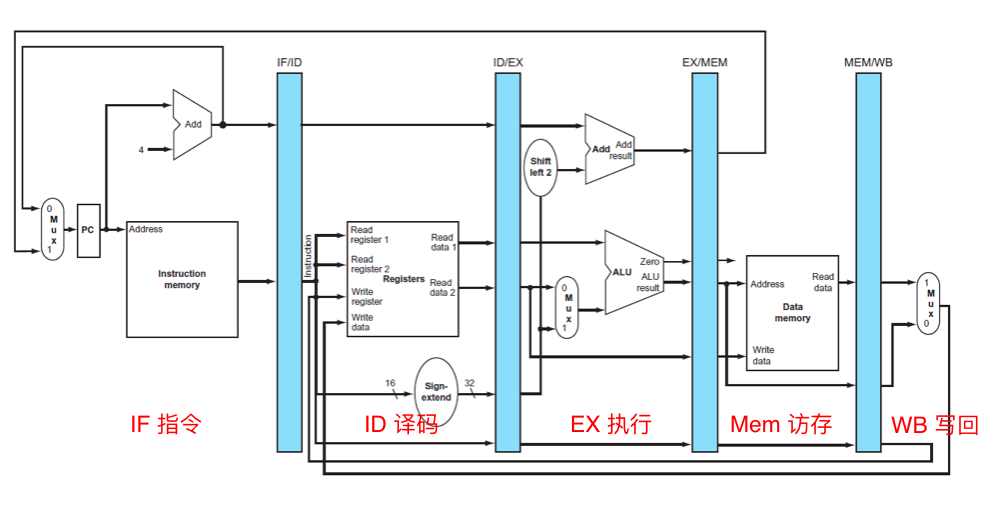 IF/ID
ID/EX
EX/MEM
MEM/WB
Add
4
Add
Add
result
Shift
left 2
0
M
u
x
1
PC
Address
Instruction
memory
Instruction
Read
register 1
Read
register 2
Write
register
Write
data
Registers
Read
data 1
Read
data 2
16
Sign-
extend
32
0
M
u
x
1
ALU
Zero
ALU
result
Address
Read
data
Data
memory
Write
data
1
M
u
x
0
IF 指令
ID 译码
EX 执行
Mem 访存
WB 写回